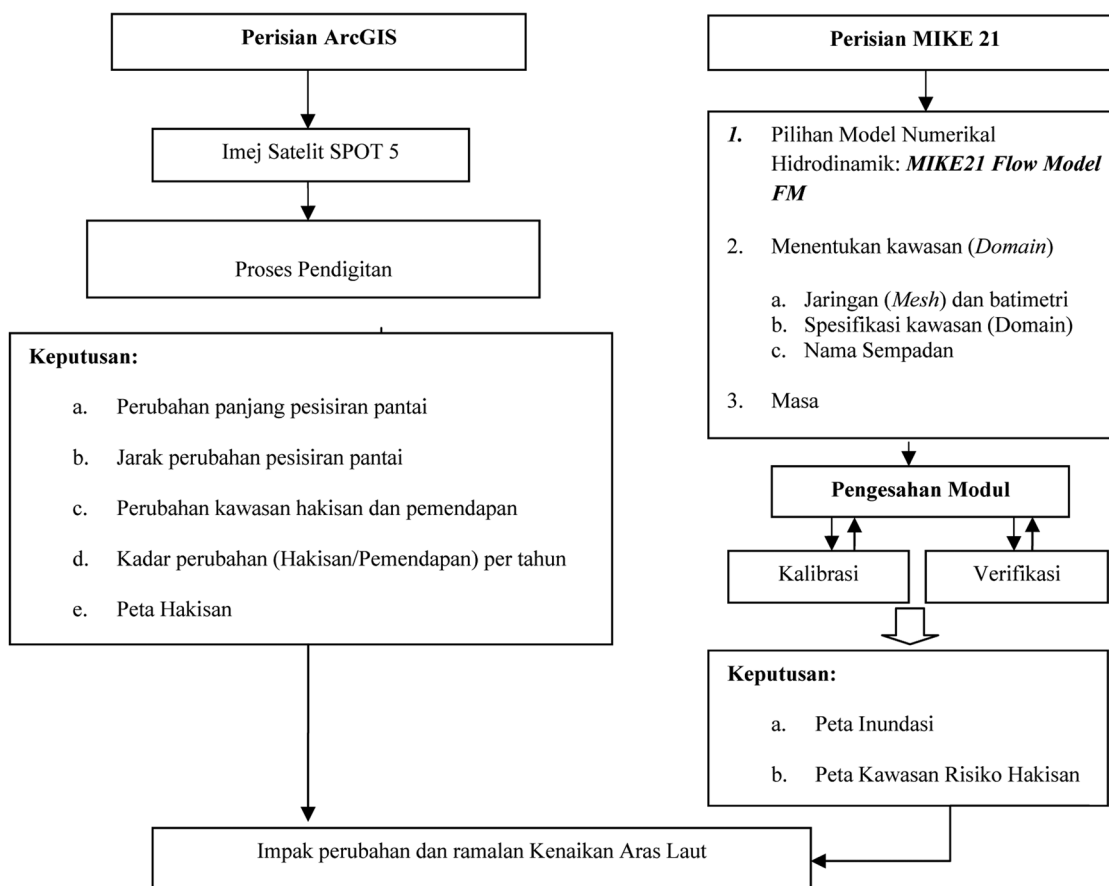 Perisian ArcGIS
Imej Satelit SPOT 5
Proses Pendigitan
Keputusan:
a. Perubahan panjang pesisiran pantai
b. Jarak perubahan pesisiran pantai
c. Perubahan kawasan hakisan dan pemendapan
d. Kadar perubahan (Hakisan/Pemendapan) per tahun
e. Peta Hakisan
Perisian MIKE 21
1. Pilihan Model Numerikal
Hidrodinamik: MIKE21 Flow Model
FM
2. Menentukan kawasan (Domain)
a. Jaringan (Mesh) dan batimetri
b. Spesifikasi kawasan (Domain)
c. Nama Sempadan
3. Masa
Pengesahan Modul
Kalibrasi
Verifikasi
Keputusan:
a. Peta Inundasi
b. Peta Kawasan Risiko Hakisan
Impak perubahan dan ramalan Kenaikan Aras Laut